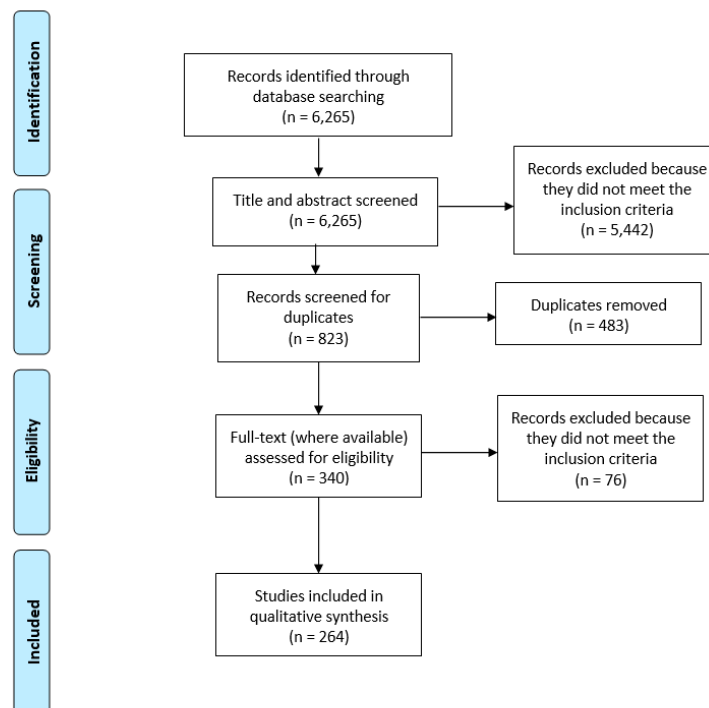 Identification
Records identified through
database searching
(n = 6,265)
Records excluded because
they did not meet the
inclusion criteria
(n = 5,442)
Title and abstract screened
(n = 6,265)
Screening
Records screened for
duplicates
(n = 823)
Duplicates removed
(n = 483)
Eligibility
Full-text (where available)
assessed for eligibility
(n = 340)
Records excluded because
they did not meet the
inclusion criteria
(n = 76)
Included
Studies included in
qualitative synthesis
(n = 264)